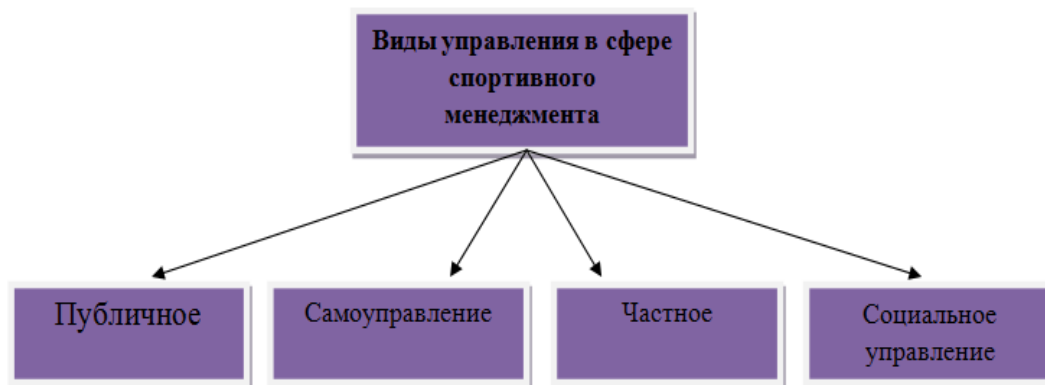 Виды управления в сфере
спортивного
менеджмента
Публичное
Самоуправление
Частное
Социальное
управление